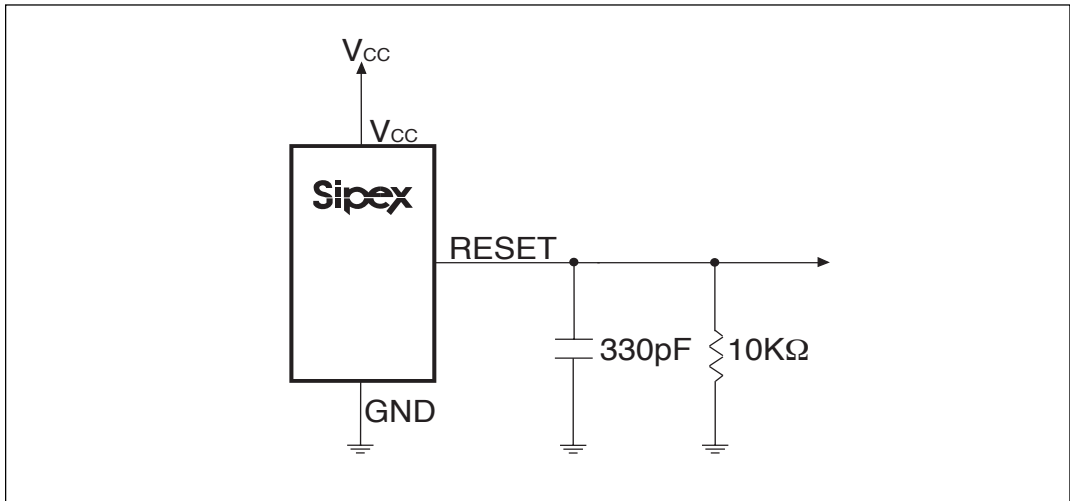 VCC
VCC
Sipex
RESET
330pF 10KΩ
GND